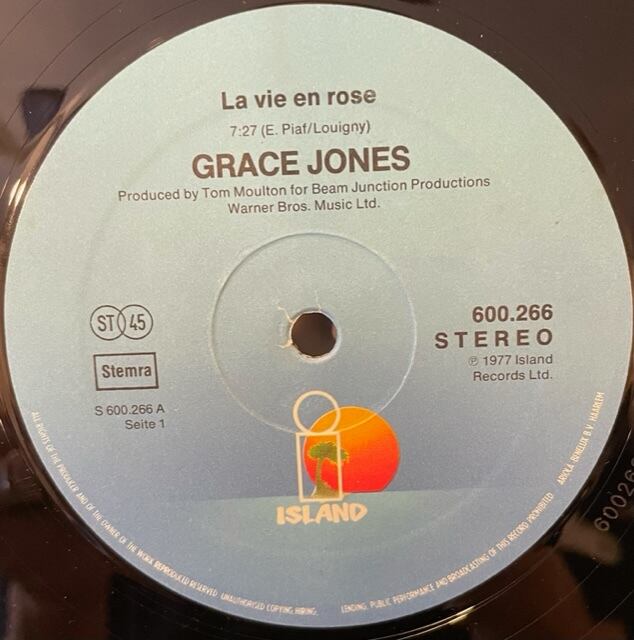 La vie en rose
7:27 (E. Piaf/Louigny)
GRACE JONES
Produced by Tom Moulton for Beam Junction Productions
Warner Bros. Music Ltd.
ST 45
Stemra
S 600.266 A
Seite 1
600.266
STEREO
℗ 1977 Island
Records Ltd.
ISLAND
ALL RIGHTS OF THE PRODUCER AND OF THE OWNER OF THE WORK REPRODUCED RESERVED UNAUTHORISED COPYING, HIRING, LENDING, PUBLIC PERFORMANCE AND BROADCASTING OF THIS RECORD PROHIBITED ARIOLA BENELUX B.V. HAARLEM